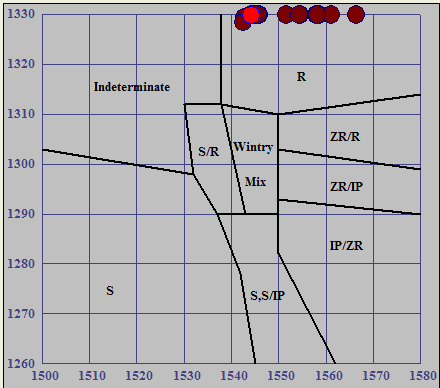 1330
R
Indeterminate
1320
1310
ZR/R
Wintry
S/R
1300
Mix
ZR/IP
1290
IP/ZR
1280
S
S,S/IP
1270
1260
1500 1510 1520 1530 1540 1550 1560 1570 1580